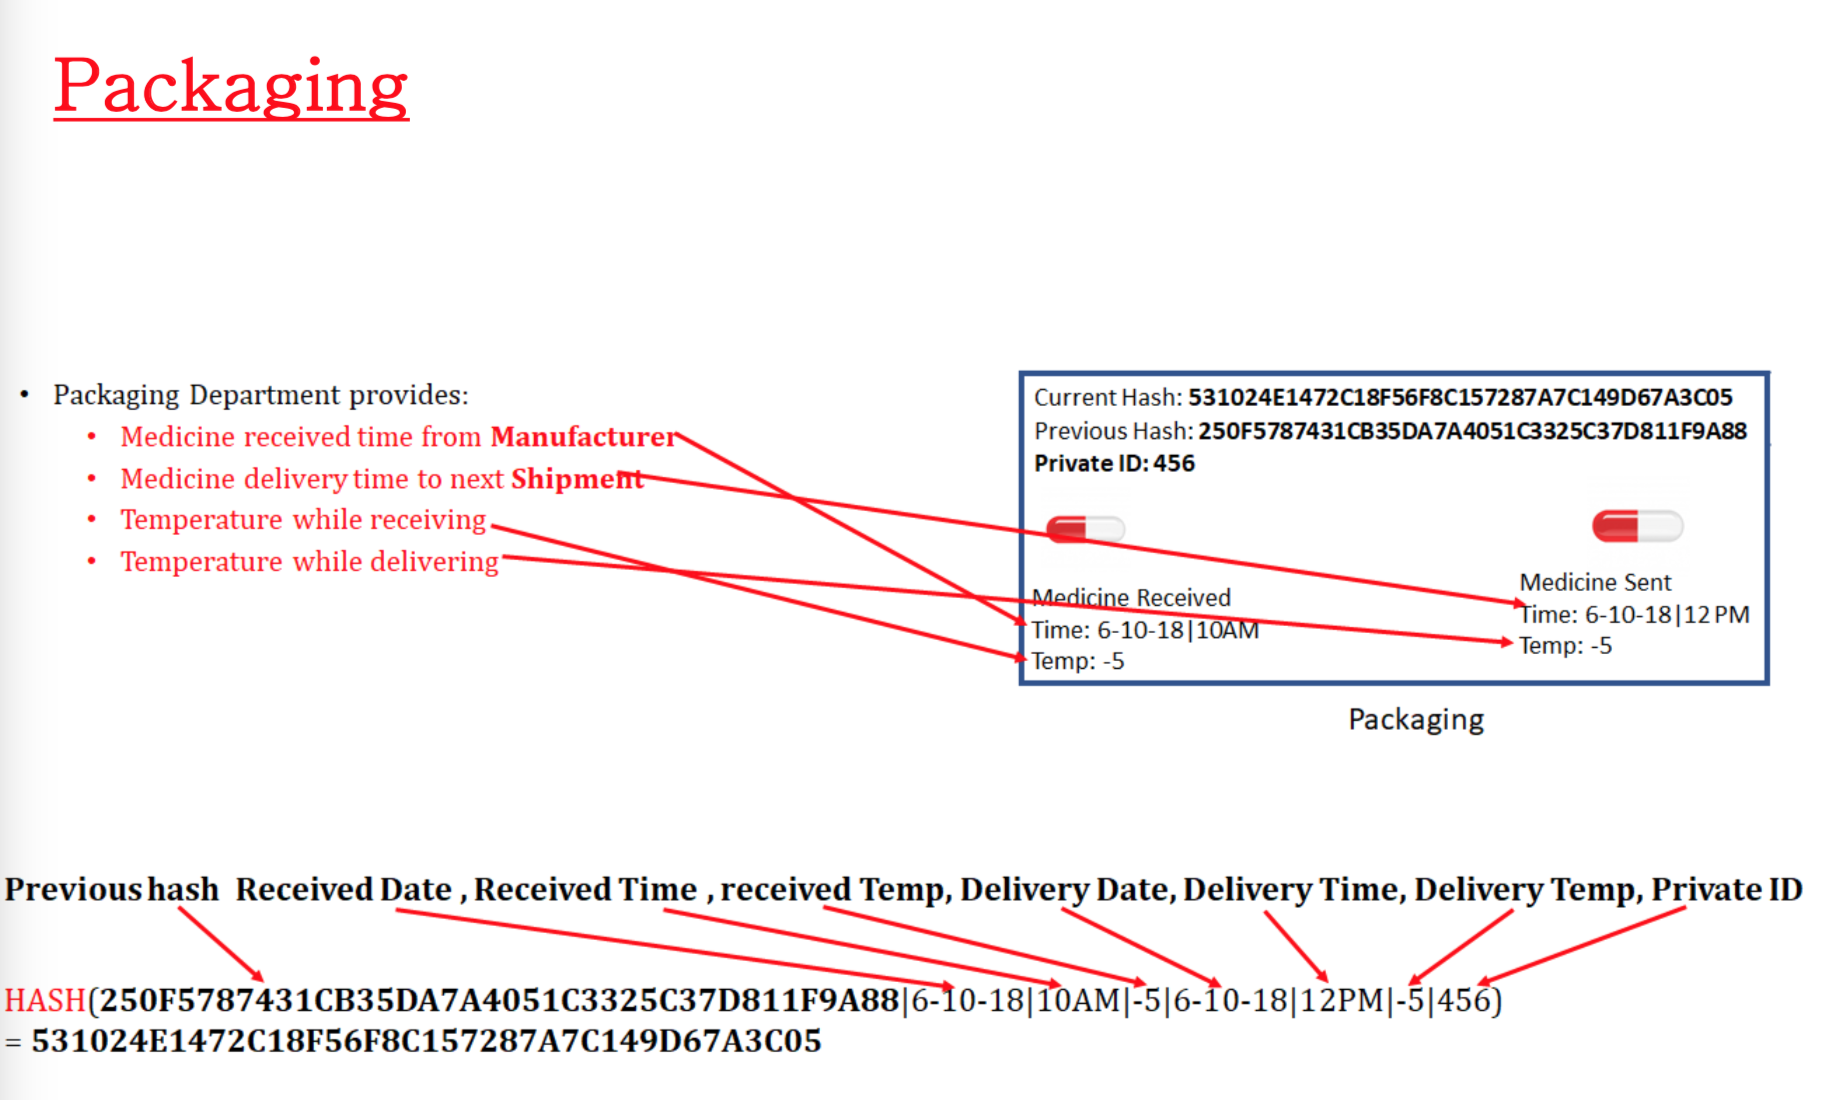 Packaging
• Packaging Department provides:
• Medicine received time from Manufacturer
• Medicine delivery time to next Shipment
• Temperature while receiving
• Temperature while delivering
Current Hash: 531024E1472C18F56F8C157287A7C149D67A3C05
Previous Hash: 250F5787431CB35DA7A4051C3325C37D811F9A88
Private ID: 456
Medicine Received
Time: 6-10-18|10AM
Temp: -5
Medicine Sent
Time: 6-10-18|12 PM
Temp: -5
Packaging
Previous hash Received Date , Received Time , received Temp, Delivery Date, Delivery Time, Delivery Temp, Private ID
HASH(250F5787431CB35DA7A4051C3325C37D811F9A88|6-10-18|10AM|-5|6-10-18|12PM|-5|456)
= 531024E1472C18F56F8C157287A7C149D67A3C05